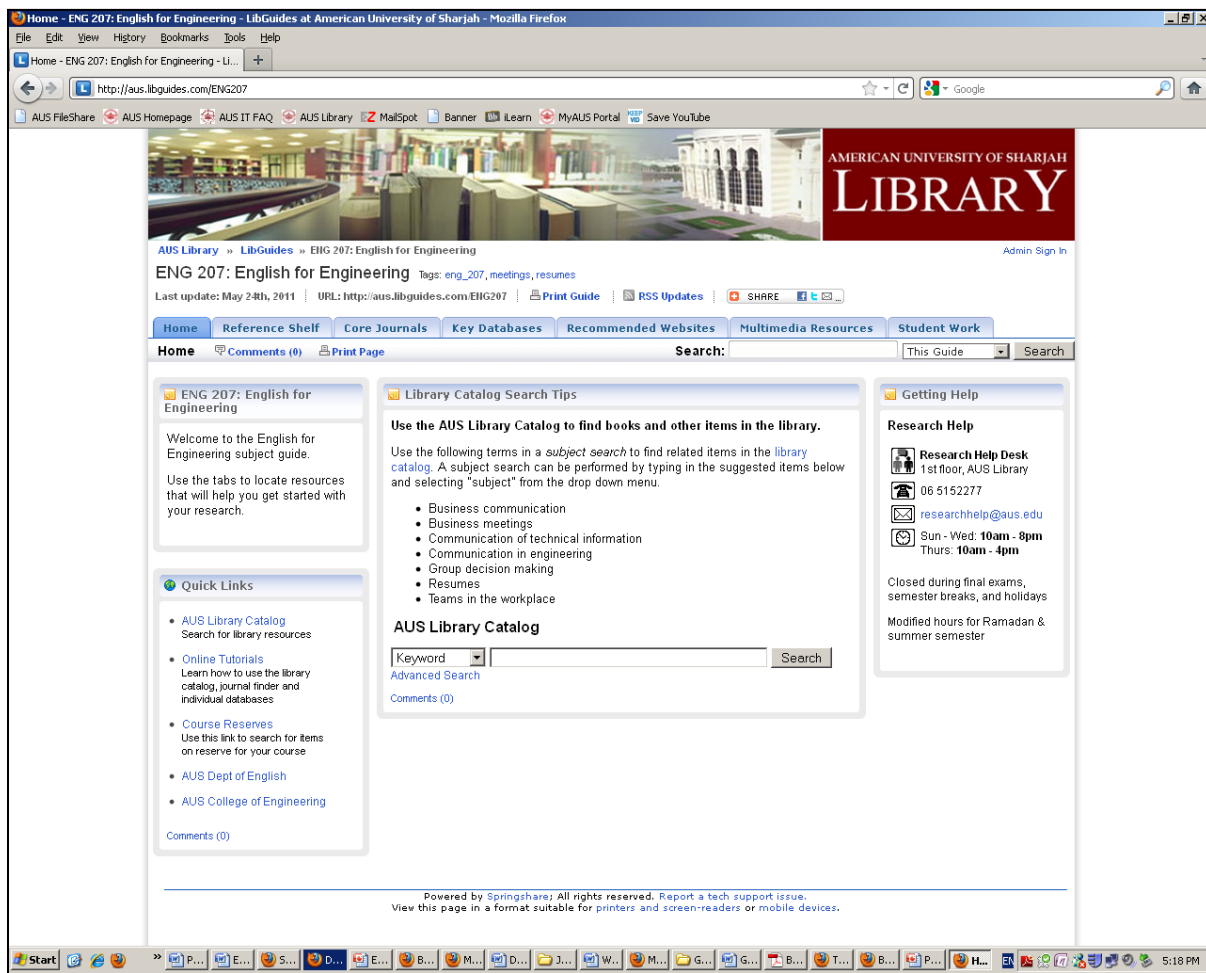 Home - ENG 207: English for Engineering - LibGuides at American University of Sharjah - Mozilla Firefox
File Edit View History Bookmarks Tools Help
Home - ENG 207: English for Engineering - Li...
http://aus.libguides.com/ENG207
Google
AUS FileShare AUS Homepage AUS IT FAQ AUS Library MailSpot Banner iLearn MyAUS Portal Save YouTube
AMERICAN UNIVERSITY OF SHARJAH
LIBRARY
AUS Library » LibGuides » ENG 207: English for Engineering
Admin Sign In
ENG 207: English for Engineering Tags: eng_207, meetings, resumes
Last update: May 24th, 2011 URL: http://aus.libguides.com/ENG207 Print Guide RSS Updates SHARE
Home Reference Shelf Core Journals Key Databases Recommended Websites Multimedia Resources Student Work
Home Comments (0) Print Page Search: This Guide Search
ENG 207: English for
Engineering
Welcome to the English for
Engineering subject guide.
Use the tabs to locate resources
that will help you get started with
your research.
Quick Links
• AUS Library Catalog
Search for library resources
• Online Tutorials
Learn how to use the library
catalog, journal finder and
individual databases
• Course Reserves
Use this link to search for items
on reserve for your course
• AUS Dept of English
• AUS College of Engineering
Comments (0)
Library Catalog Search Tips
Use the AUS Library Catalog to find books and other items in the library.
Use the following terms in a subject search to find related items in the library
catalog. A subject search can be performed by typing in the suggested items below
and selecting "subject" from the drop down menu.
• Business communication
• Business meetings
• Communication of technical information
• Communication in engineering
• Group decision making
• Resumes
• Teams in the workplace
AUS Library Catalog
Keyword Search
Advanced Search
Comments (0)
Getting Help
Research Help
Research Help Desk
1st floor, AUS Library
06 5152277
researchhelp@aus.edu
Sun - Wed: 10am - 8pm
Thurs: 10am - 4pm
Closed during final exams,
semester breaks, and holidays
Modified hours for Ramadan &
summer semester
Powered by Springshare; All rights reserved. Report a tech support issue.
View this page in a format suitable for printers and screen-readers or mobile devices.
Start » P... E... S... D... E... B... M... D... J... W... M... G... G... B... T... B... P... H... EN 5:18 PM